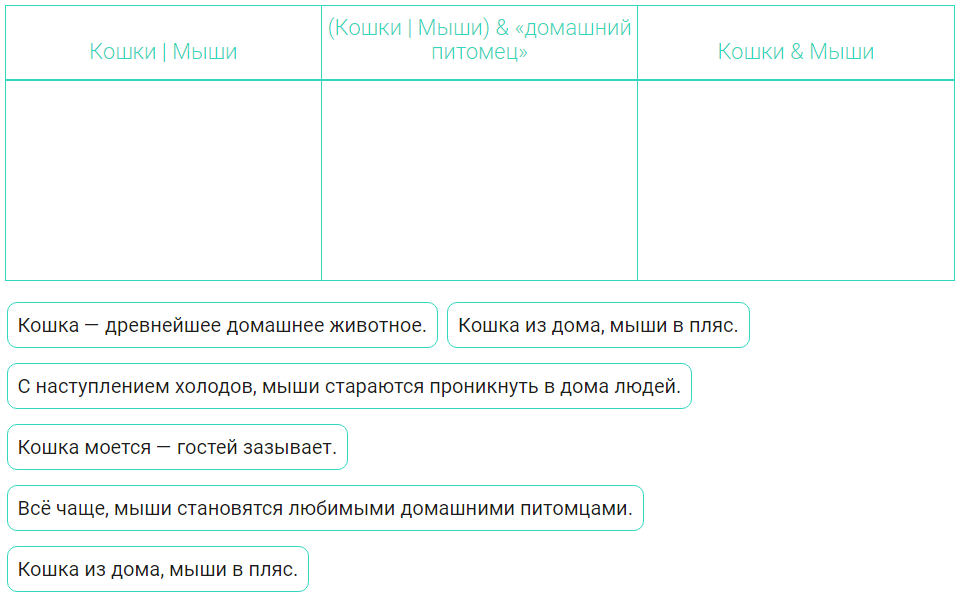 Кошки | Мыши
(Кошки | Мыши) & «домашний
питомец»
Кошки & Мыши
Кошка — древнейшее домашнее животное.
Кошка из дома, мыши в пляс.
С наступлением холодов, мыши стараются проникнуть в дома людей.
Кошка моется — гостей зазывает.
Всё чаще, мыши становятся любимыми домашними питомцами.
Кошка из дома, мыши в пляс.